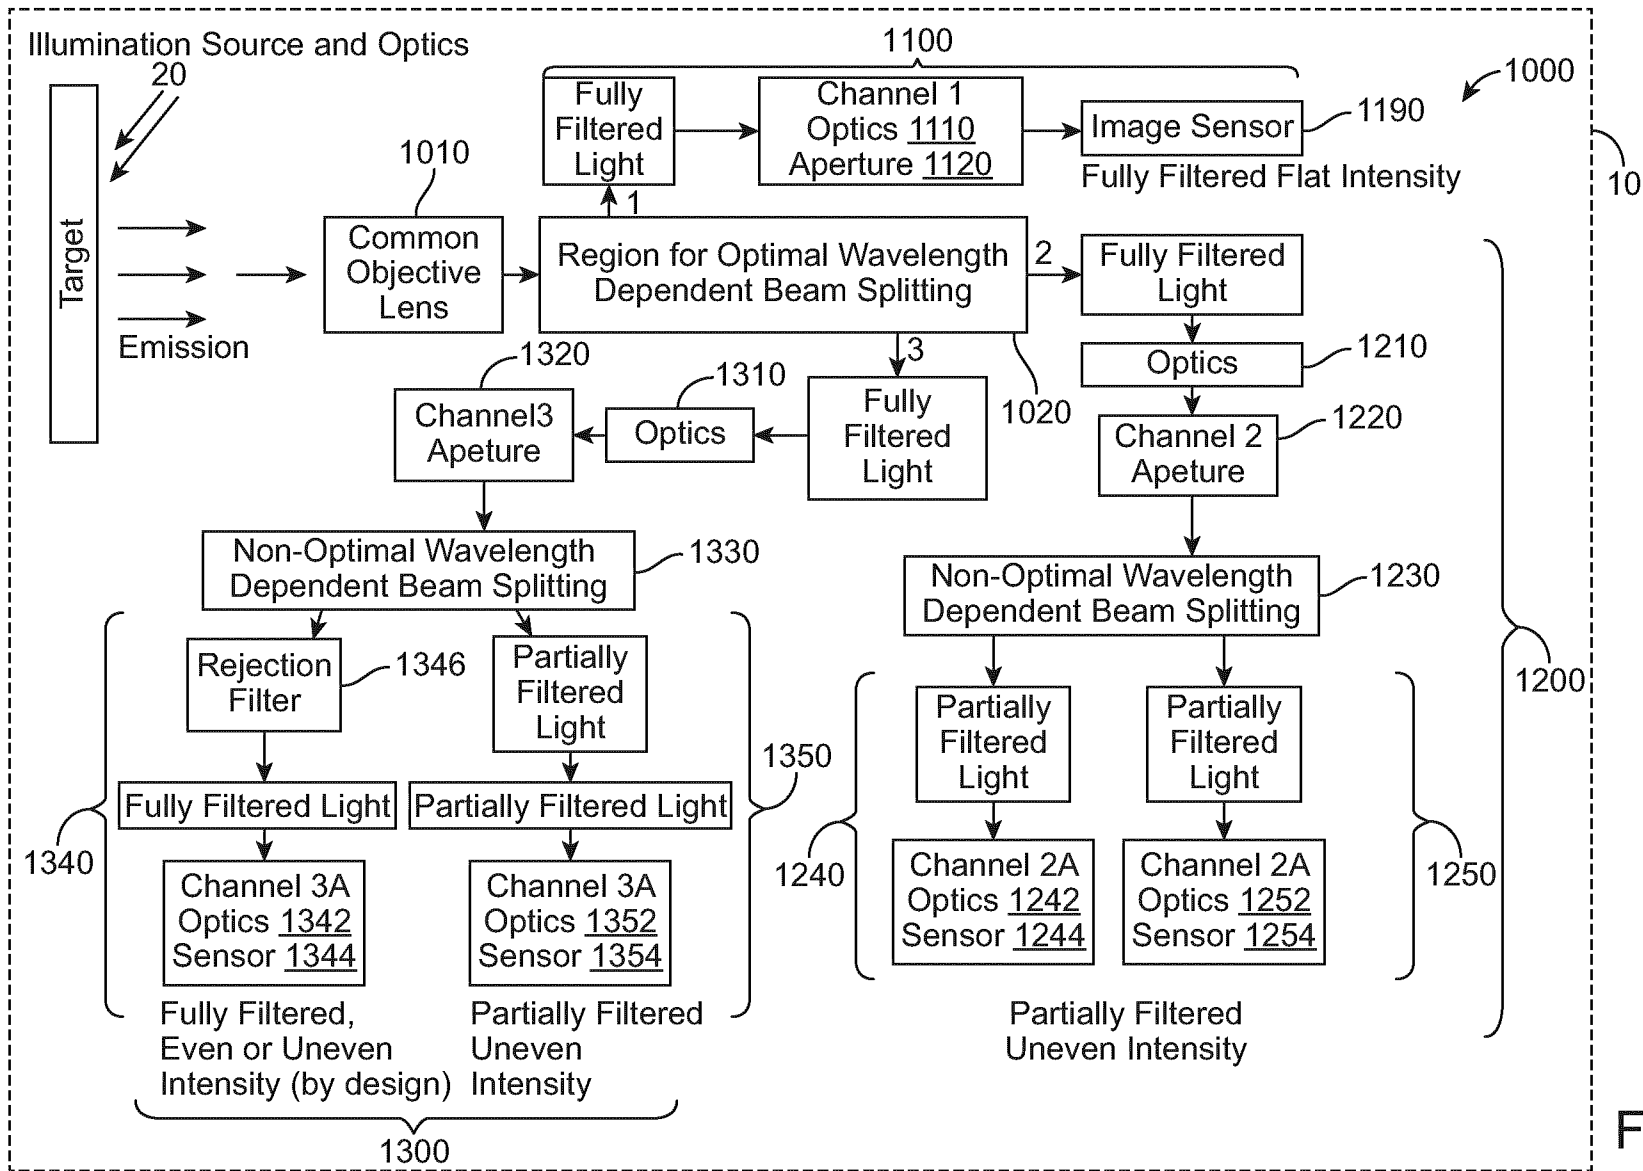 Illumination Source and Optics
20
1100
1000
10
Target
Emission
1010
Common
Objective
Lens
Fully
Filtered
Light
Channel 1
Optics 1110
Aperture 1120
Image Sensor
1190
Fully Filtered Flat Intensity
1
Region for Optimal Wavelength
Dependent Beam Splitting
2
3
1020
Fully Filtered
Light
Optics
1210
Channel 2
Apeture
1220
1320
Channel3
Apeture
1310
Optics
Fully
Filtered
Light
Non-Optimal Wavelength
Dependent Beam Splitting
1330
Non-Optimal Wavelength
Dependent Beam Splitting
1230
1200
Rejection
Filter
1346
Partially
Filtered
Light
Partially
Filtered
Light
Partially
Filtered
Light
1350
Fully Filtered Light
Partially Filtered Light
1340
1240
1250
Channel 3A
Optics 1342
Sensor 1344
Channel 3A
Optics 1352
Sensor 1354
Channel 2A
Optics 1242
Sensor 1244
Channel 2A
Optics 1252
Sensor 1254
Fully Filtered,
Even or Uneven
Intensity (by design)
Partially Filtered
Uneven
Intensity
Partially Filtered
Uneven Intensity
1300
F